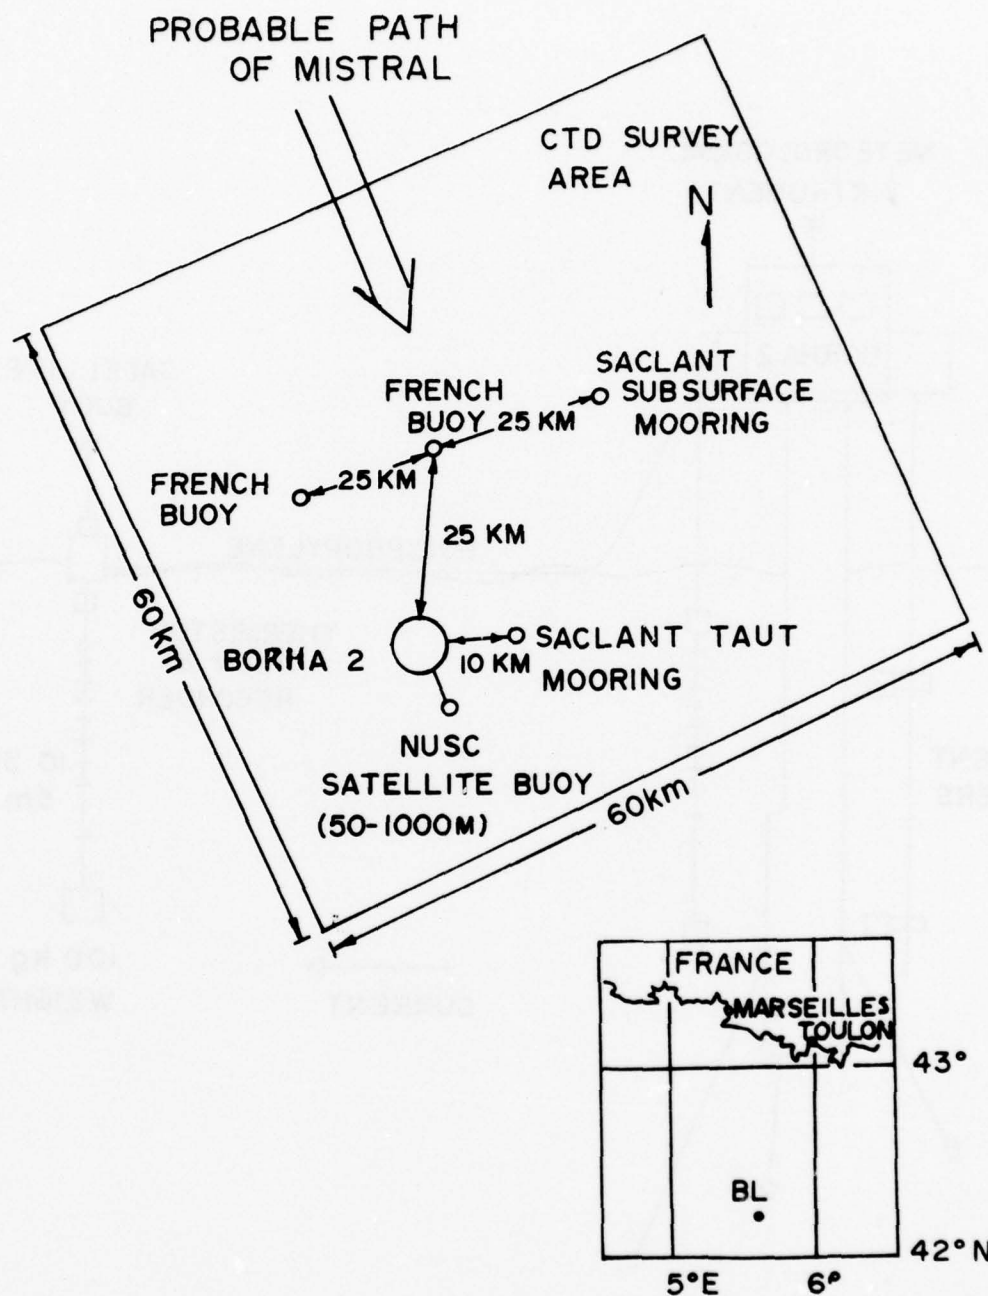 PROBABLE PATH
OF MISTRAL
CTD SURVEY
AREA
N
SACLANT
SUBSURFACE
MOORING
FRENCH
BUOY
25 KM
25 KM
FRENCH
BUOY
25 KM
60km
BORHA 2
10 KM
SACLANT TAUT
MOORING
NUSC
SATELLITE BUOY
(50-1000M)
60km
FRANCE
MARSEILLES
TOULON
43°
BL
42° N
5°E
6°